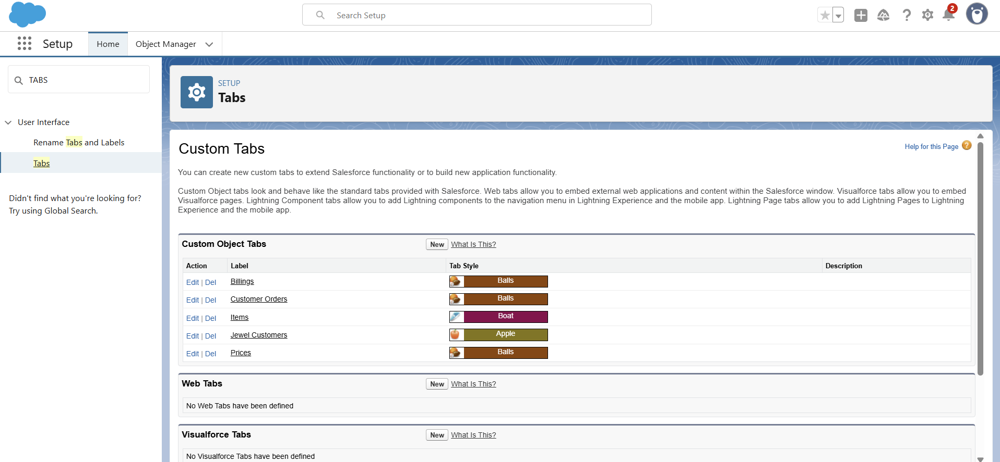 Search Setup
2
Setup
Home
Object Manager
TABS
User Interface
Rename Tabs and Labels
Tabs
Didn't find what you're looking for?
Try using Global Search.
SETUP
Tabs
Custom Tabs
Help for this Page ?
You can create new custom tabs to extend Salesforce functionality or to build new application functionality.
Custom Object tabs look and behave like the standard tabs provided with Salesforce. Web tabs allow you to embed external web applications and content within the Salesforce window. Visualforce tabs allow you to embed
Visualforce pages. Lightning Component tabs allow you to add Lightning components to the navigation menu in Lightning Experience and the mobile app. Lightning Page tabs allow you to add Lightning Pages to Lightning
Experience and the mobile app.
Custom Object Tabs New What Is This?
Action Label Tab Style Description
Edit | Del Billings Balls
Edit | Del Customer Orders Balls
Edit | Del Items Boat
Edit | Del Jewel Customers Apple
Edit | Del Prices Balls
Web Tabs New What Is This?
No Web Tabs have been defined
Visualforce Tabs New What Is This?
No Visualforce Tabs have been defined